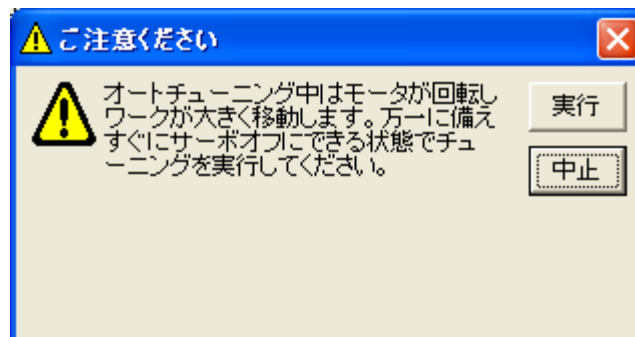 ご注意ください
オートチューニング中はモータが回転し
ワークが大きく移動します。万一に備え
すぐにサーボオフにできる状態でチュ
ーニングを実行してください。
実行
中止